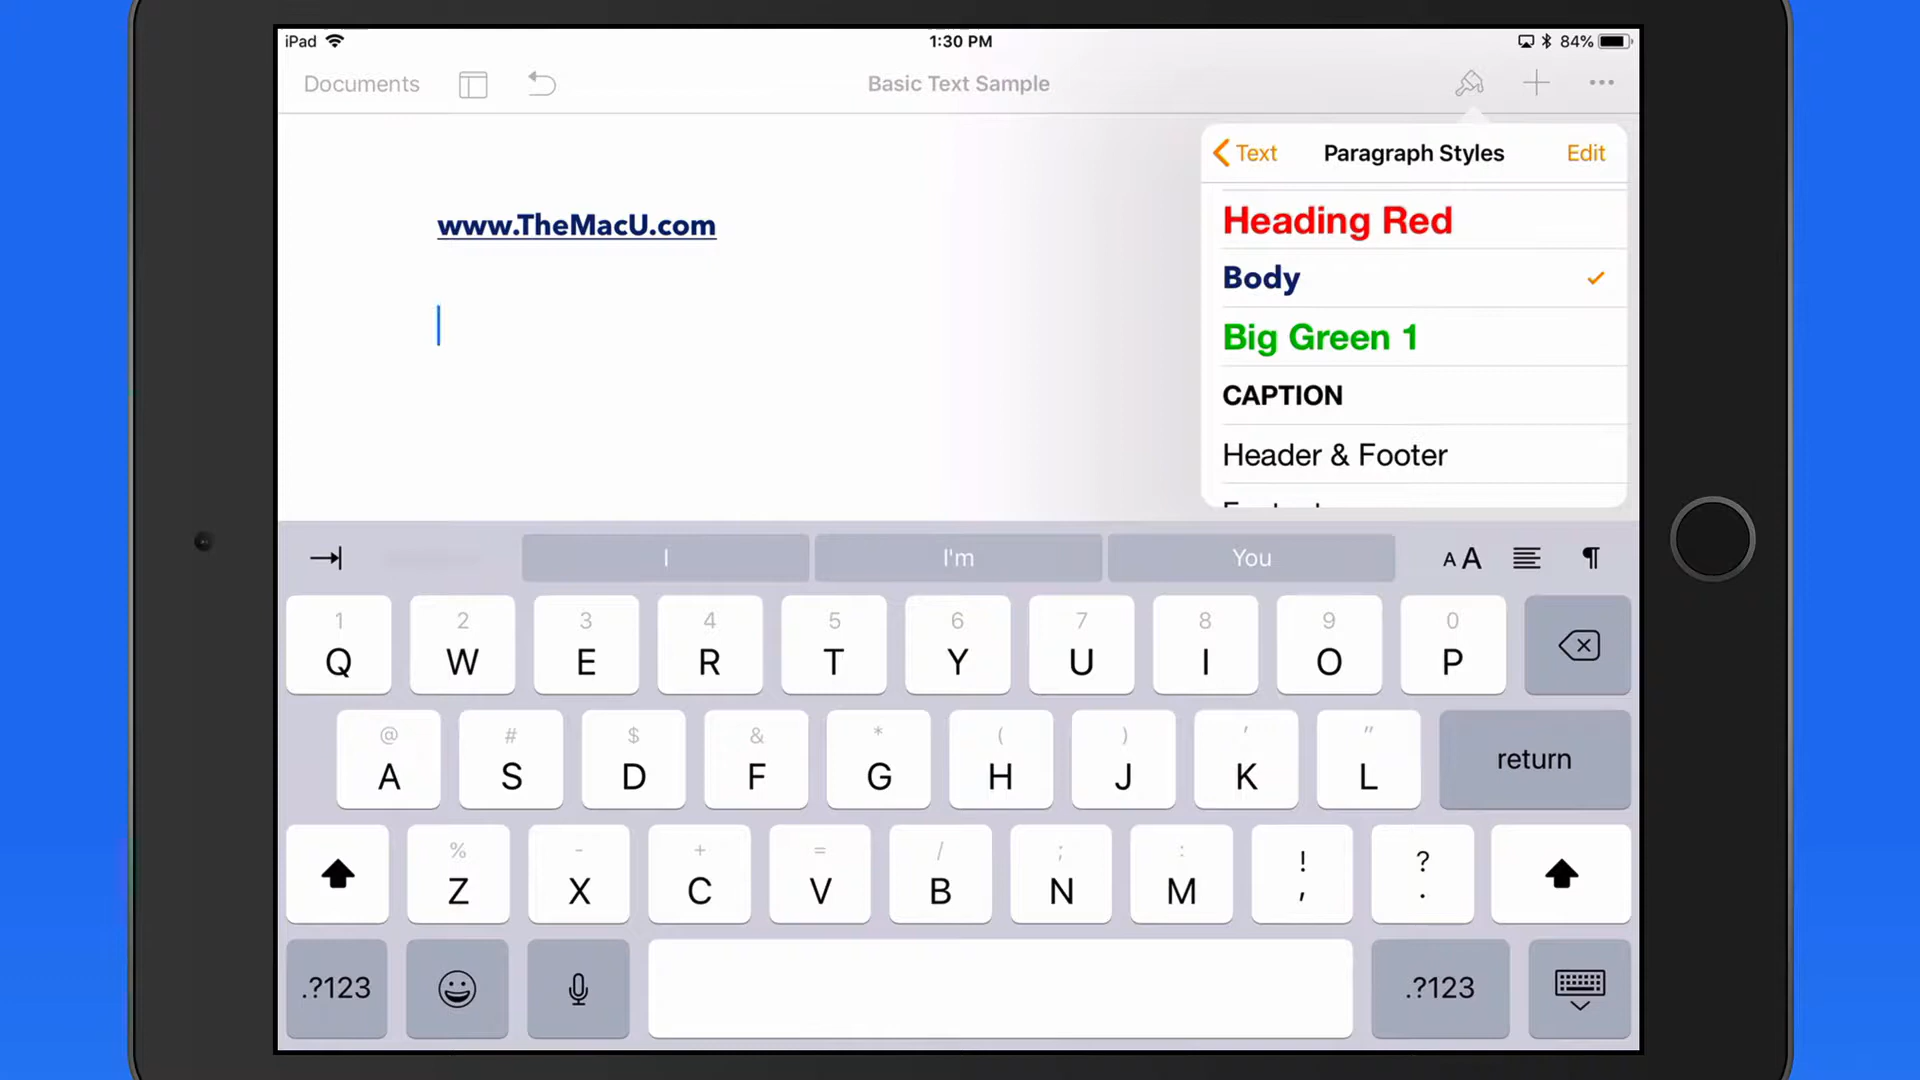 iPad 1:30 PM 84%
Documents Basic Text Sample
Text Paragraph Styles Edit
www.TheMacU.com
Heading Red
Body
Big Green 1
CAPTION
Header & Footer
I I'm You A A ¶
1 2 3 4 5 6 7 8 9 0
Q W E R T Y U I O P
@ # $ & * ( ) ' "
A S D F G H J K L return
% - + = / ; : ! ?
Z X C V B N M , .
.?123 .?123